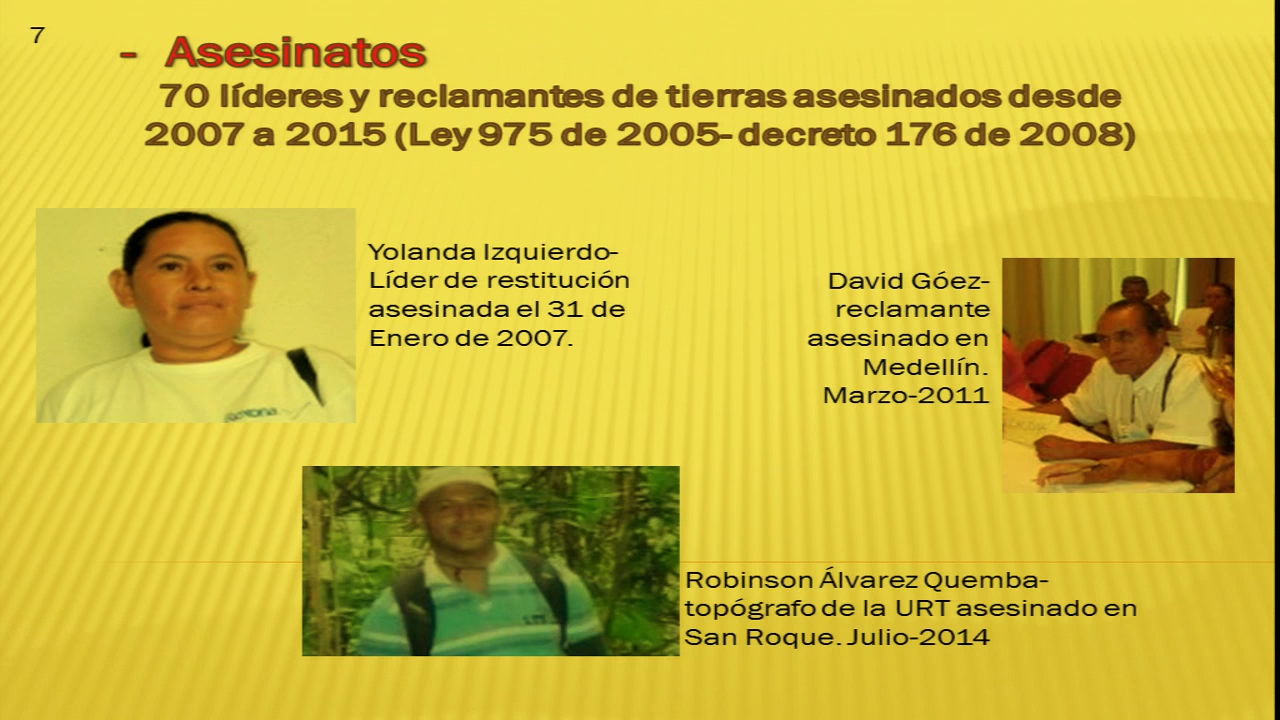 7
- Asesinatos
70 líderes y reclamantes de tierras asesinados desde
2007 a 2015 (Ley 975 de 2005- decreto 176 de 2008)
Yolanda Izquierdo-
Líder de restitución
asesinada el 31 de
Enero de 2007.
David Góez-
reclamante
asesinado en
Medellín.
Marzo-2011
Robinson Álvarez Quemba-
topógrafo de la URT asesinado en
San Roque. Julio-2014